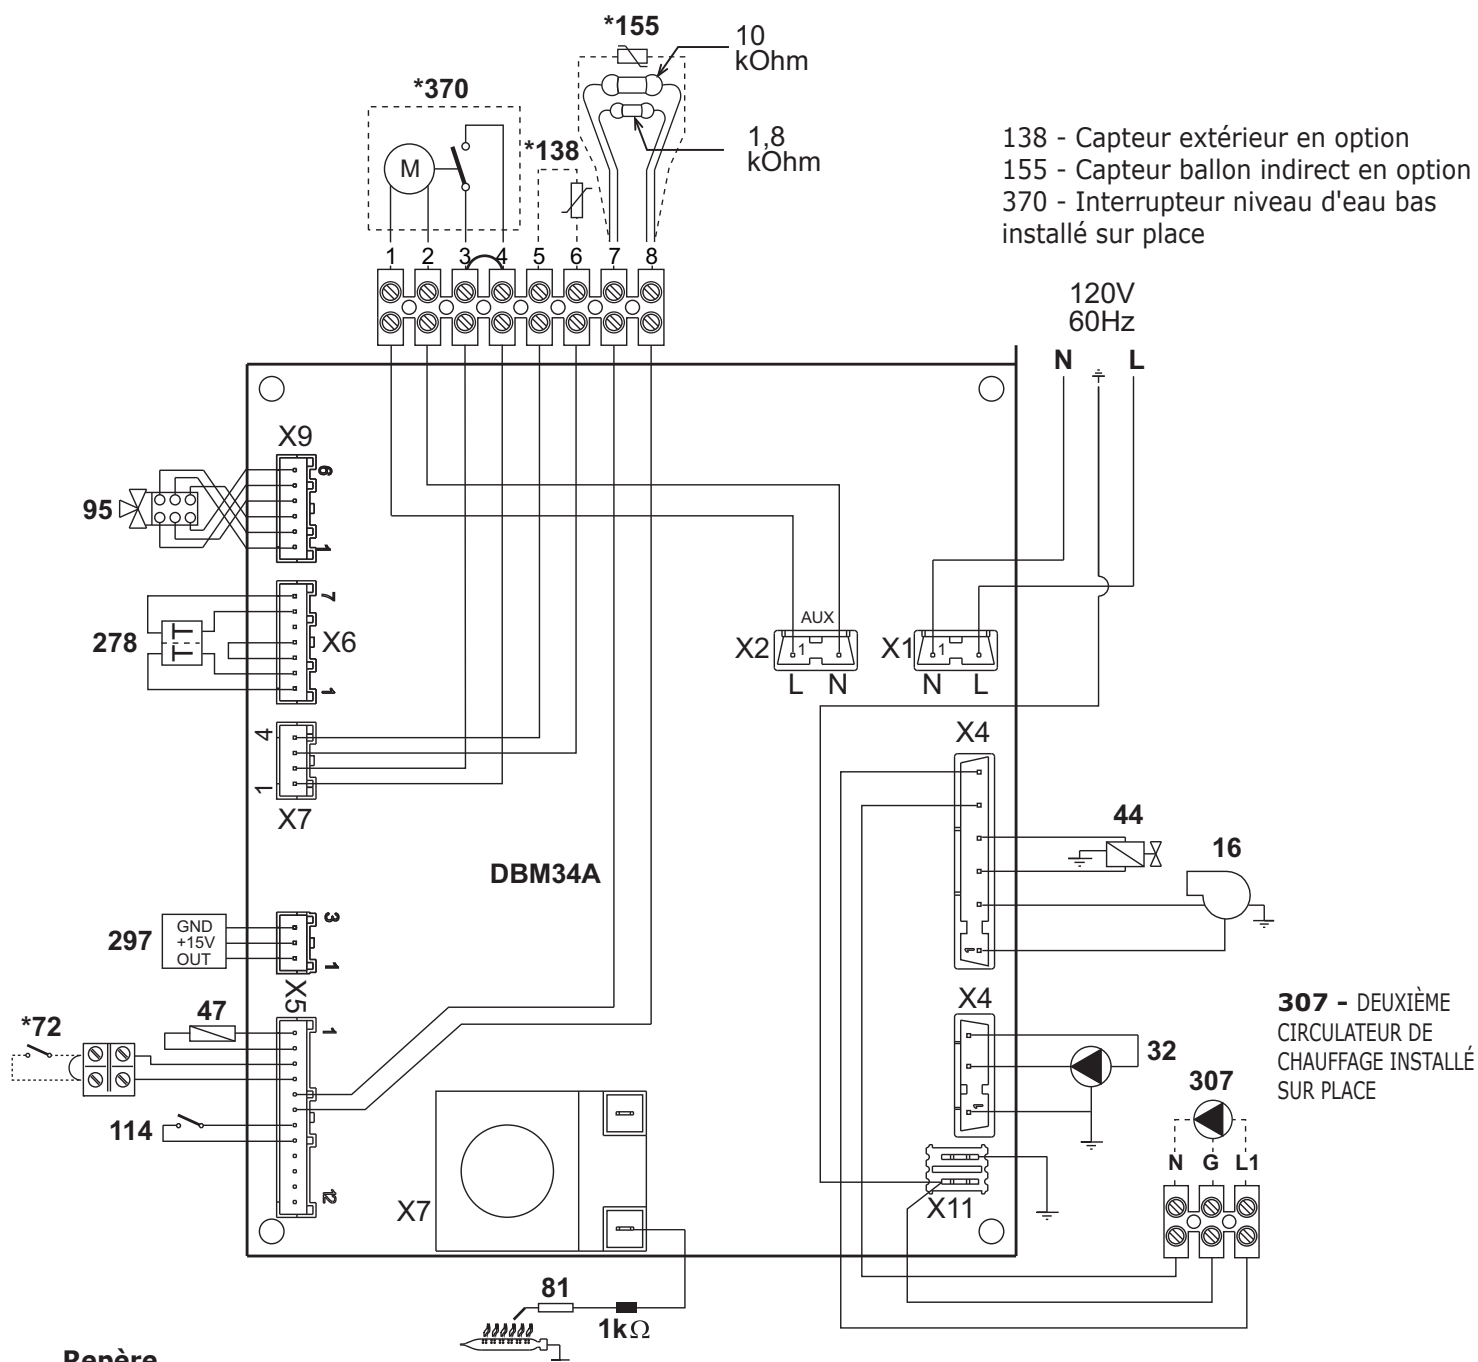 *155
10
kOhm
*370
1,8
kOhm
*138
M
138 - Capteur extérieur en option
155 - Capteur ballon indirect en option
370 - Interrupteur niveau d'eau bas
installé sur place
1 2 3 4 5 6 7 8
120V
60Hz
N L
X9
6
95
1
7
278
TT
TT
X6
1
AUX
X2
1
L N
X1
1
N L
4
1
X7
X4
44
16
1
DBM34A
297
GND
+15V
OUT
3
1
X5
47
*72
1
114
12
X4
32
1
307 - DEUXIÈME
CIRCULATEUR DE
CHAUFFAGE INSTALLÉ
SUR PLACE
307
N G L1
X7
X11
81
1kΩ
Repère